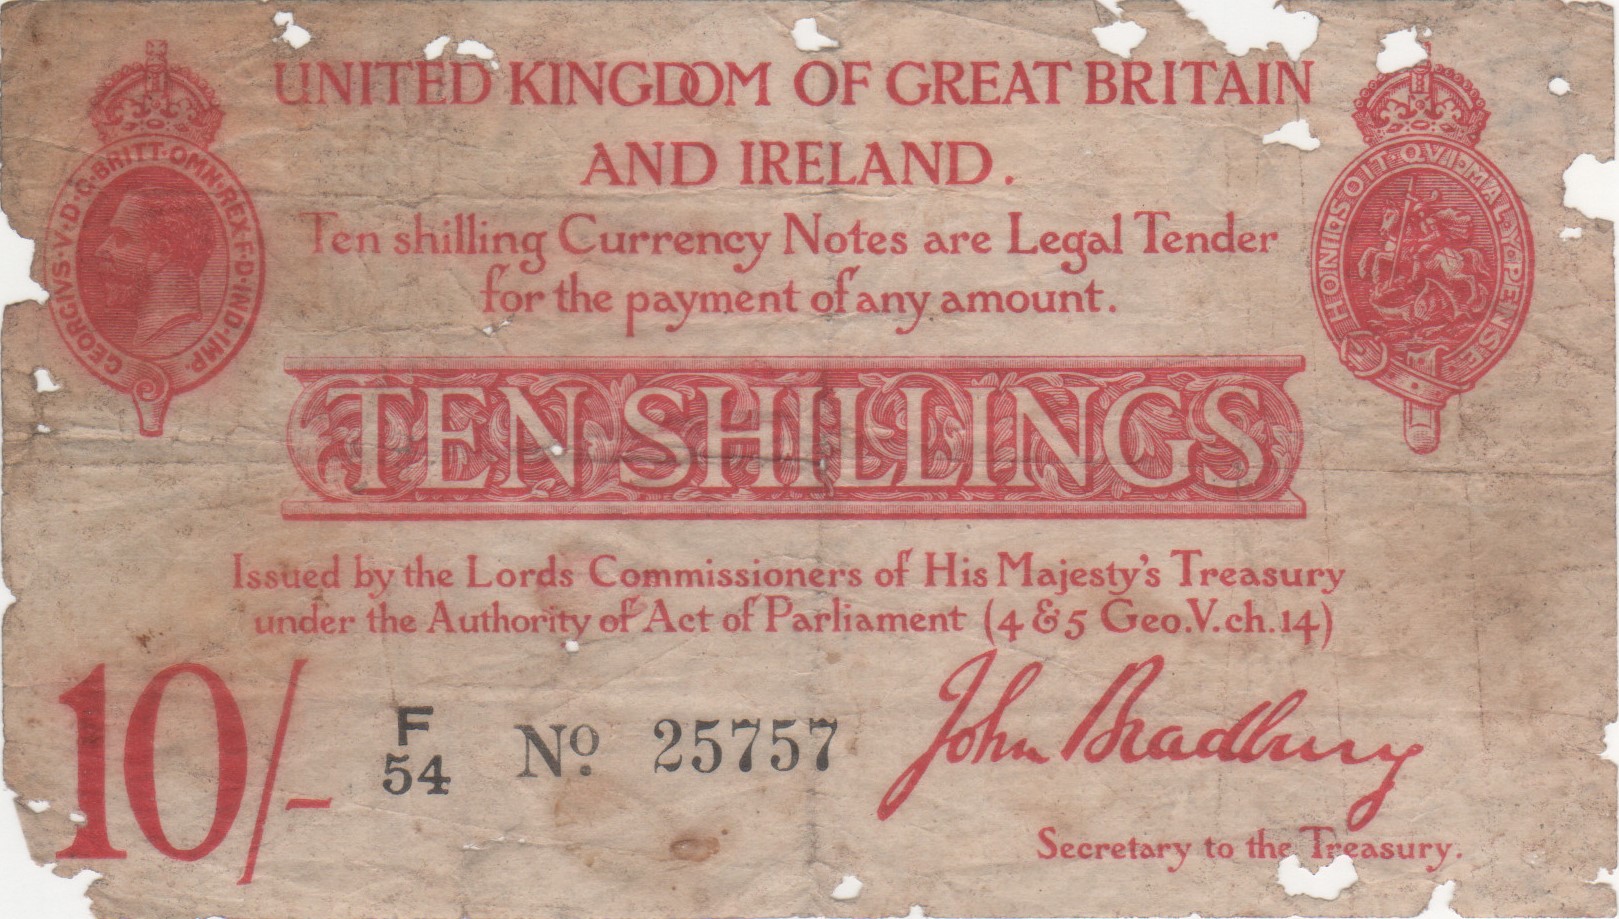 UNITED KINGDOM OF GREAT BRITAIN
AND IRELAND.
GEORGIVS·V·D·G·BRITT·OMN·REX·F·D·IND·IMP.
HONI·SOIT·QVI·MAL·Y·PENSE
Ten shilling Currency Notes are Legal Tender
for the payment of any amount.
TEN SHILLINGS
Issued by the Lords Commissioners of His Majesty's Treasury
under the Authority of Act of Parliament (4 & 5 Geo.V.ch.14)
10/-
F
54
No. 25757
John Bradbury
Secretary to the Treasury.